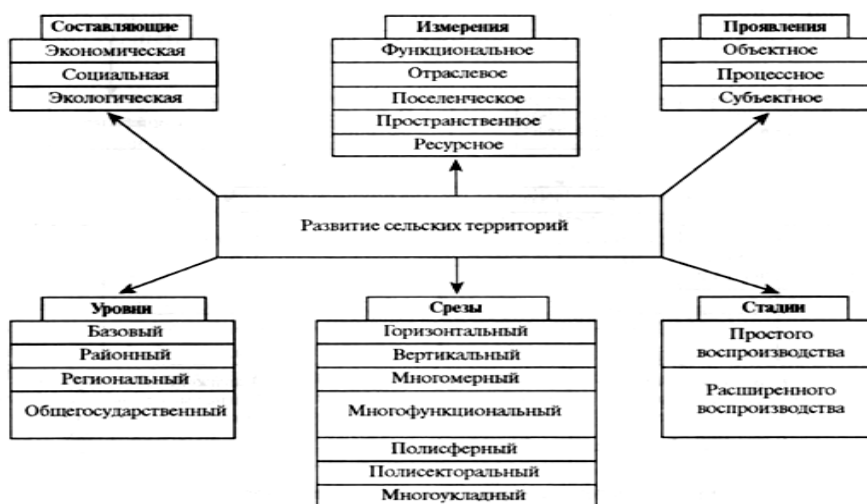 Составляющие
Экономическая
Социальная
Экологическая
Измерения
Функциональное
Отраслевое
Поселенческое
Пространственное
Ресурсное
Проявления
Объектное
Процессное
Субъектное
Развитие сельских территорий
Уровни
Базовый
Районный
Региональный
Общегосударственный
Срезы
Горизонтальный
Вертикальный
Многомерный
Многофункциональный
Полисферный
Полисекторальный
Многоукладный
Стадии
Простого
воспроизводства
Расширенного
воспроизводства